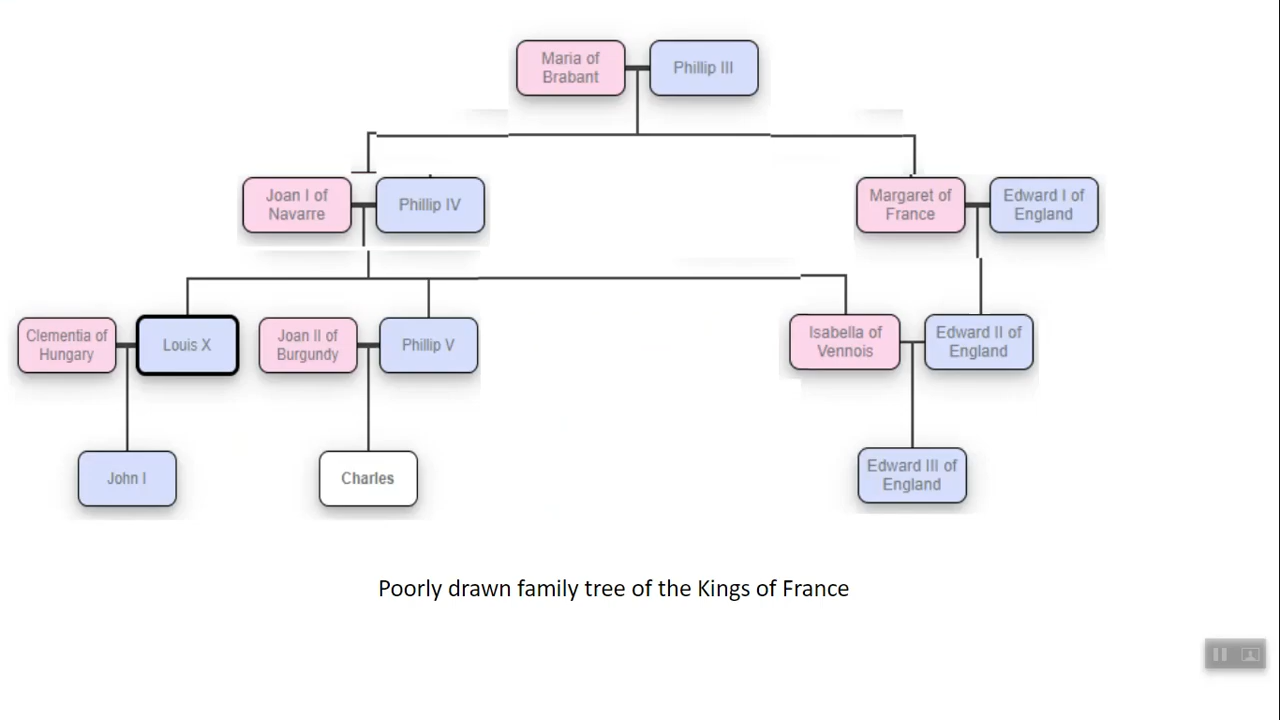 Maria of
Brabant
Phillip III
Joan I of
Navarre
Phillip IV
Margaret of
France
Edward I of
England
Clementia of
Hungary
Louis X
Joan II of
Burgundy
Phillip V
Isabella of
Vennois
Edward II of
England
John I
Charles
Edward III of
England
Poorly drawn family tree of the Kings of France